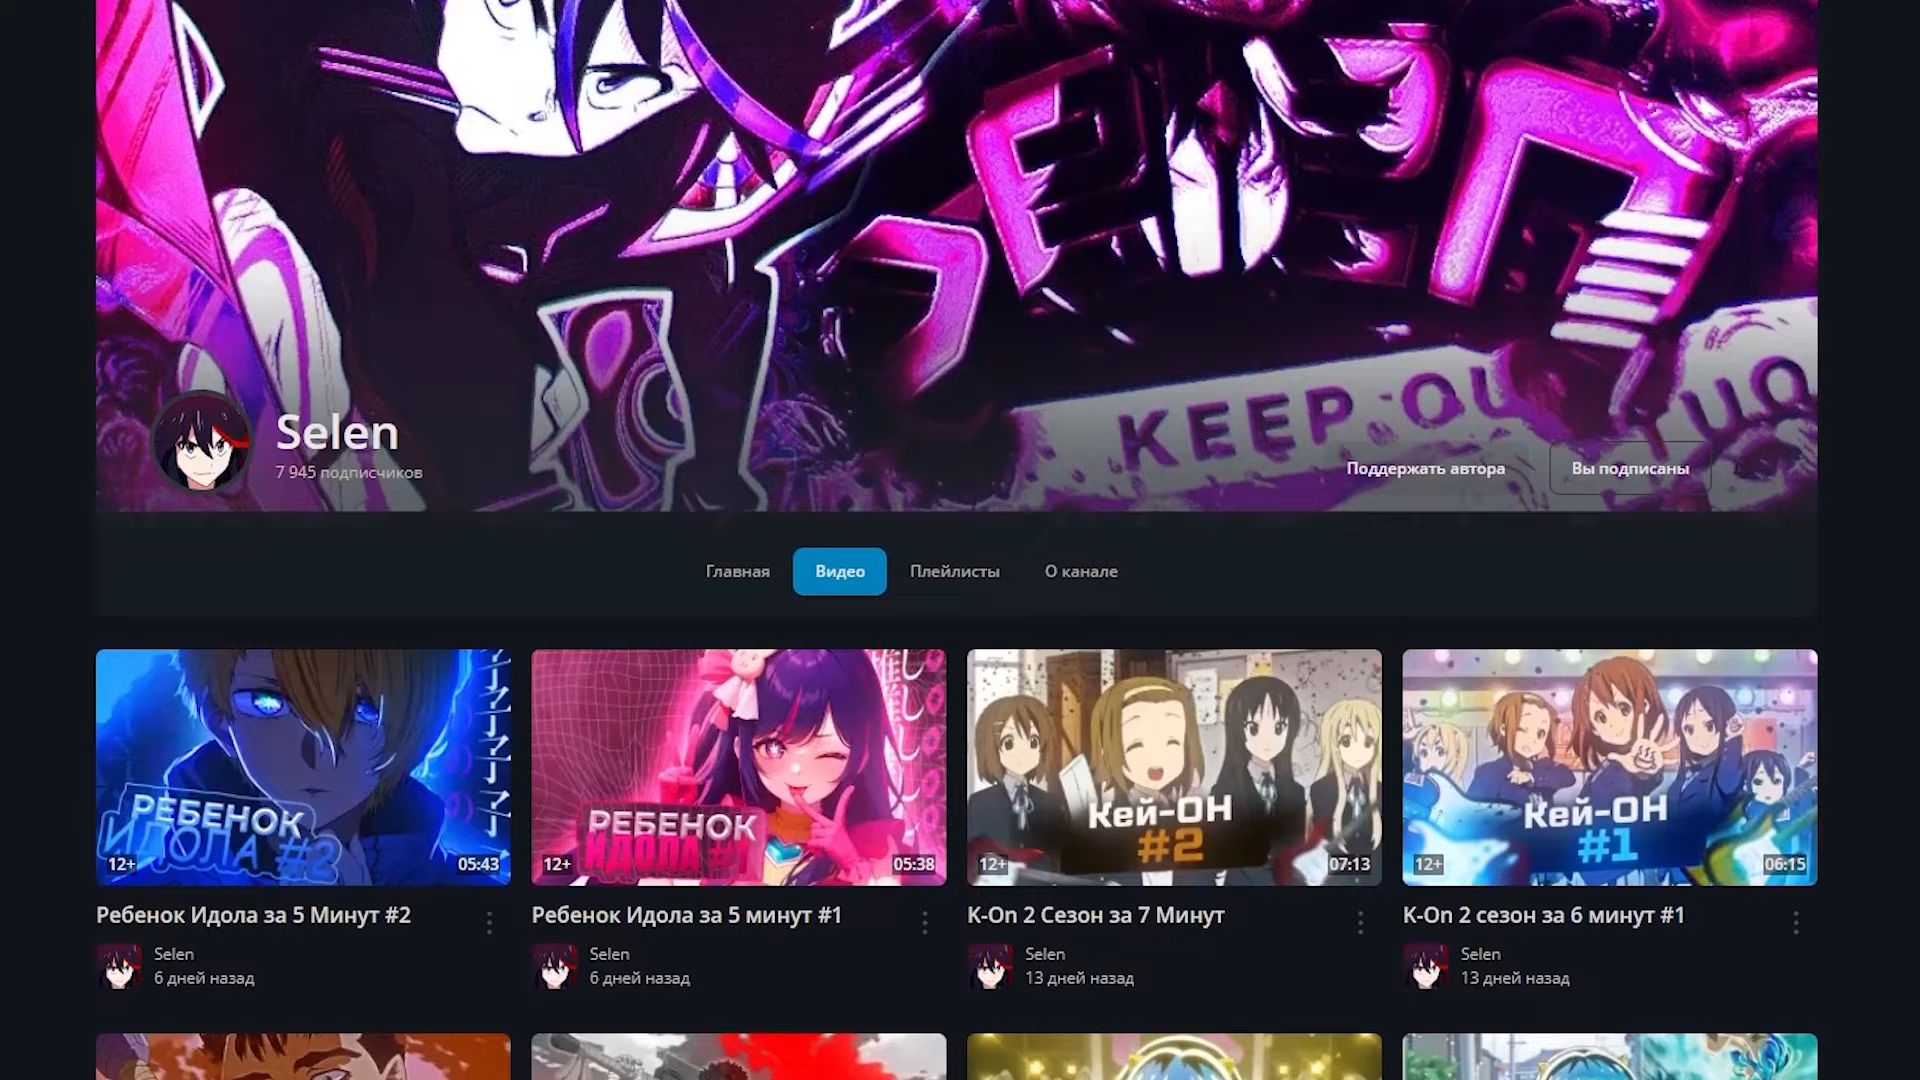 KEEP OU
Selen
7 945 подписчиков
Поддержать автора
Вы подписаны
Главная
Видео
Плейлисты
О канале
РЕБЕНОК
ИДОЛА #2
12+
05:43
РЕБЕНОК
ИДОЛА #1
12+
05:38
Кей-ОН
#2
12+
07:13
Кей-ОН
#1
12+
06:15
Ребенок Идола за 5 Минут #2
Selen
6 дней назад
Ребенок Идола за 5 минут #1
Selen
6 дней назад
K-On 2 Сезон за 7 Минут
Selen
13 дней назад
K-On 2 сезон за 6 минут #1
Selen
13 дней назад